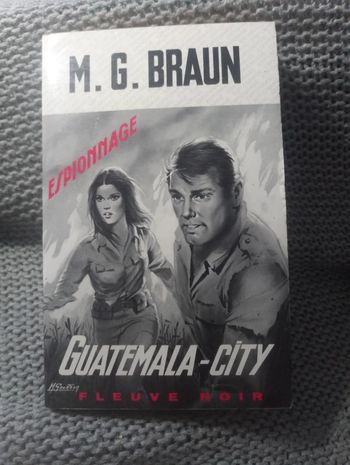 M. G. BRAUN
ESPIONNAGE
GUATEMALA-CITY
FLEUVE NOIR